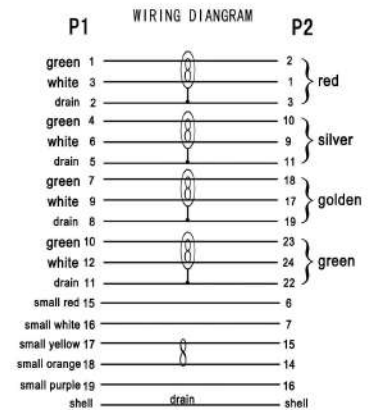 WIRING DIANGRAM
P1 P2
green 1 2
white 3 1 red
drain 2 3
green 4 10
white 6 9 silver
drain 5 11
green 7 18
white 9 17 golden
drain 8 19
green 10 23
white 12 24 green
drain 11 22
small red 15 6
small white 16 7
small yellow 17 15
small orange 18 14
small purple 19 16
shell drain shell